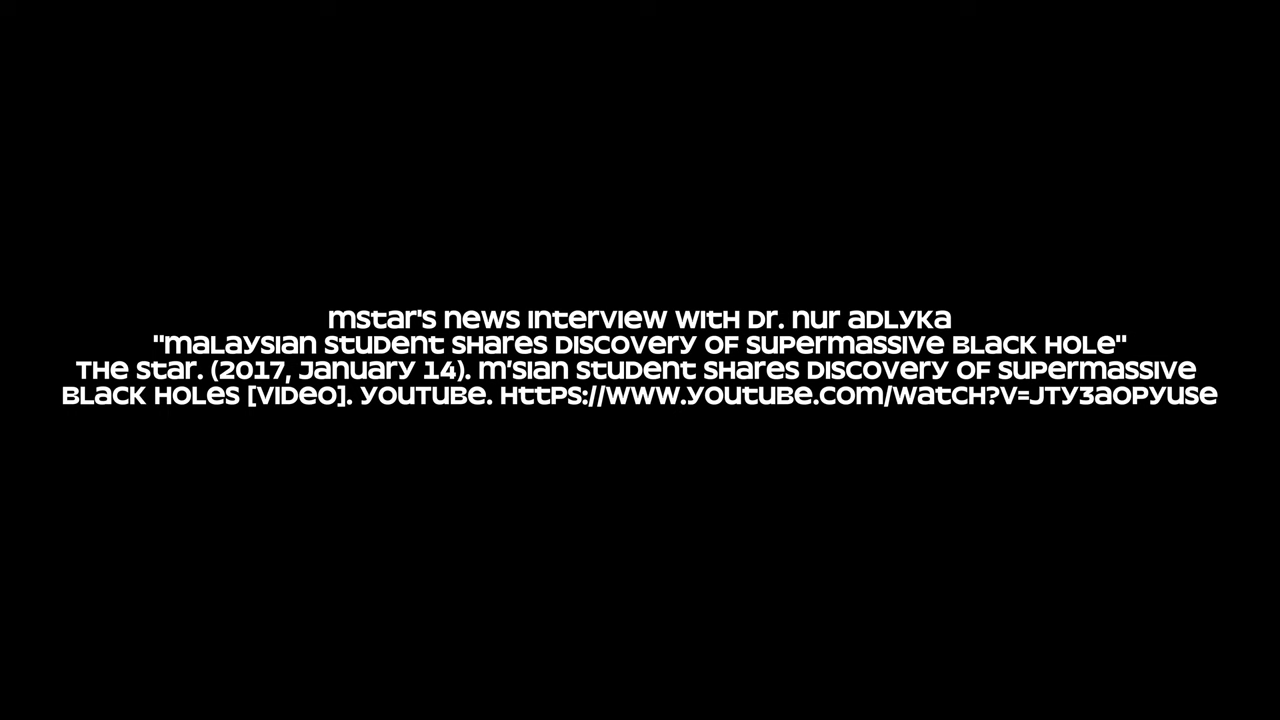 mstar's news interview with Dr. nur adlyka
"malaysian student shares discovery of supermassive black hole"
The Star. (2017, January 14). m'sian student shares discovery of supermassive
black holes [video]. YouTube. https://www.youtube.com/watch?v=JTy3aOPyuse